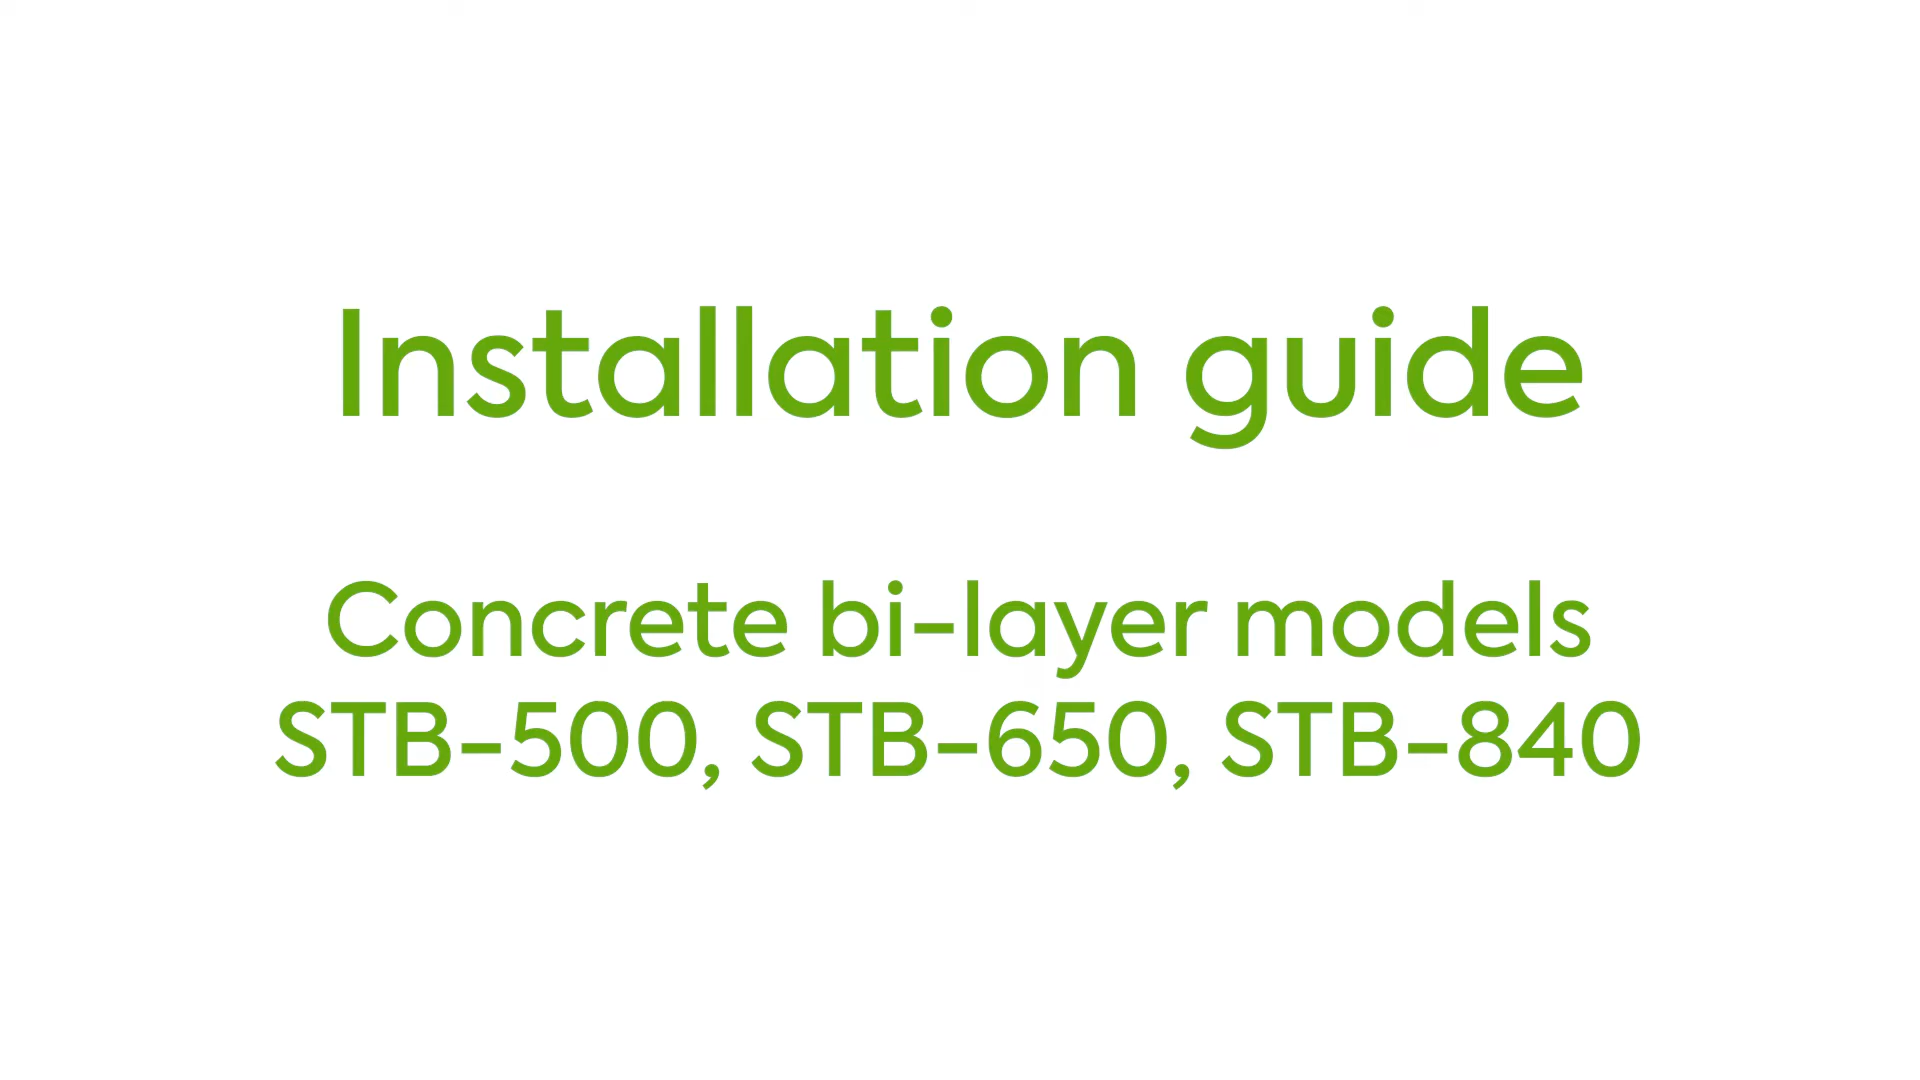 Installation guide
Concrete bi-layer models
STB-500, STB-650, STB-840